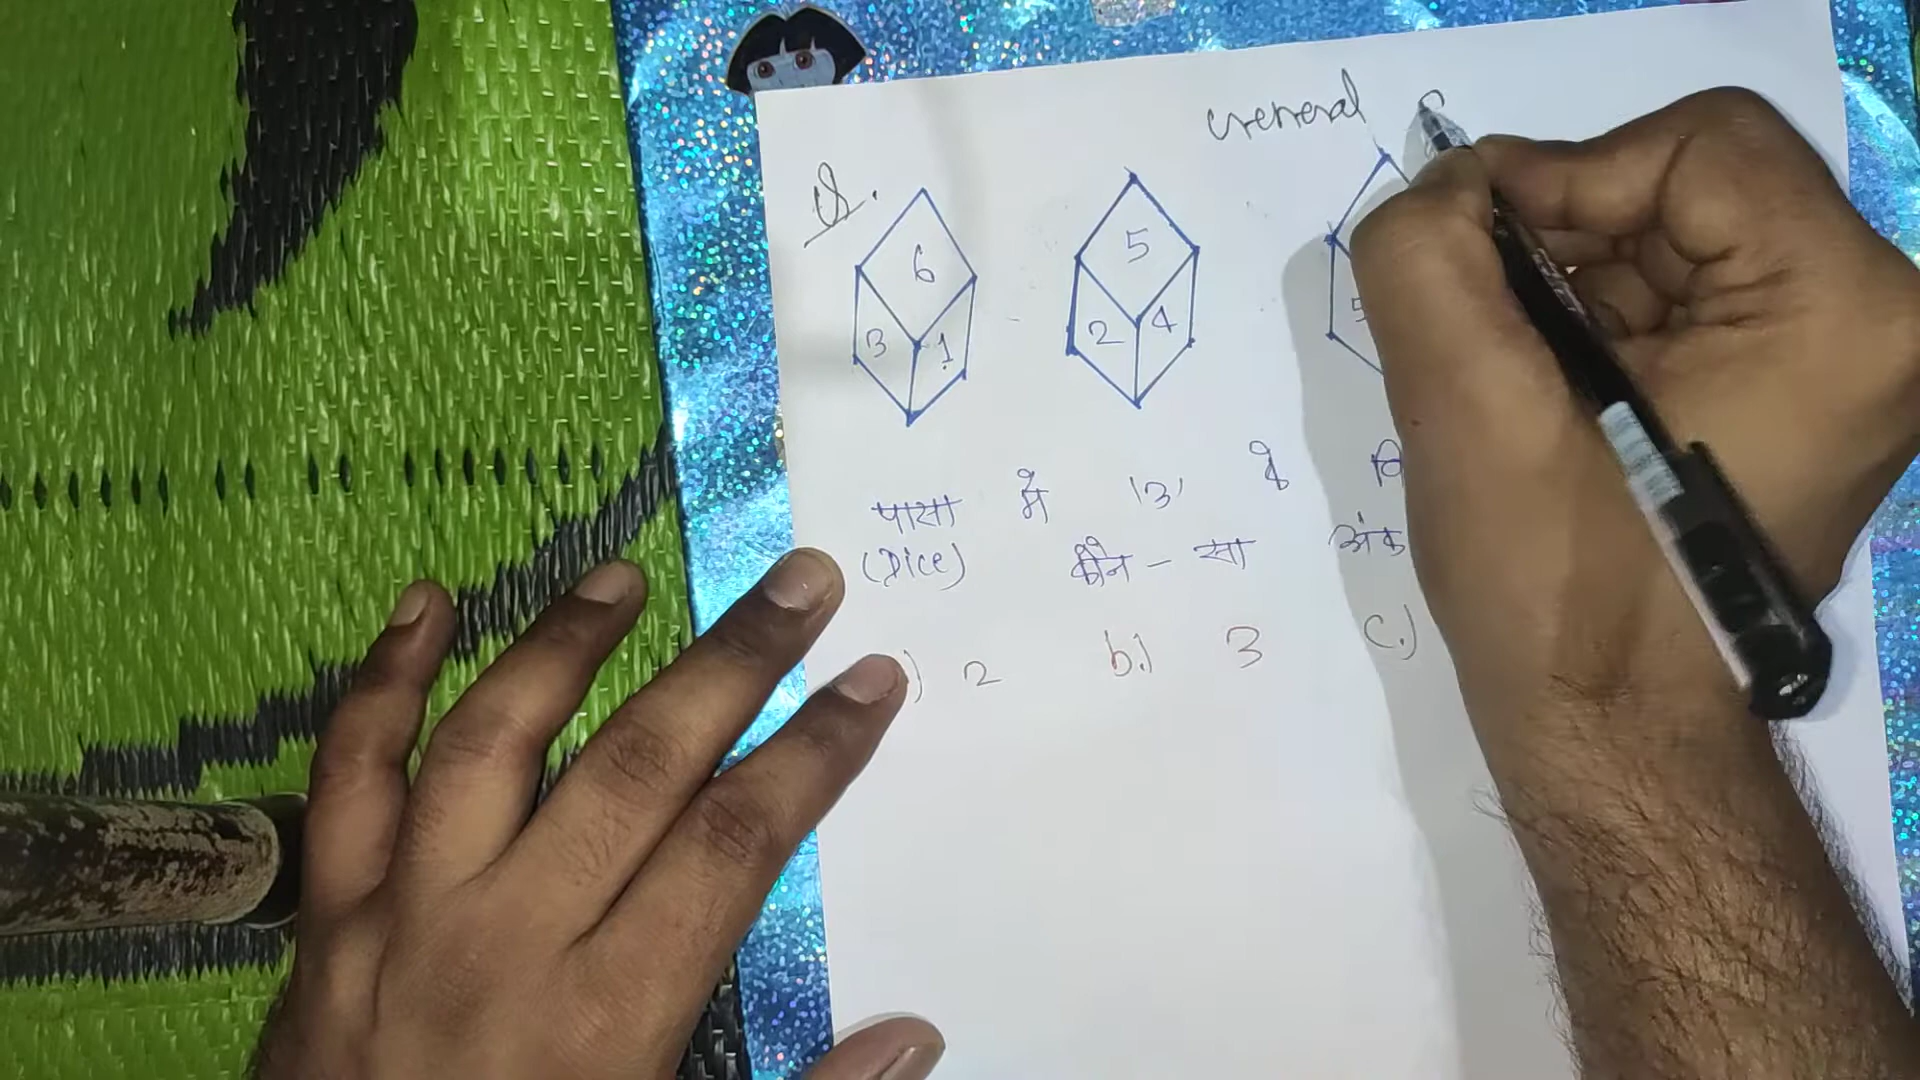 General
Q.
6
3 1
5
2 4
5
पासा में '3' के वि
(Dice) कौन - सा अंक
) 2 b.) 3 c.)